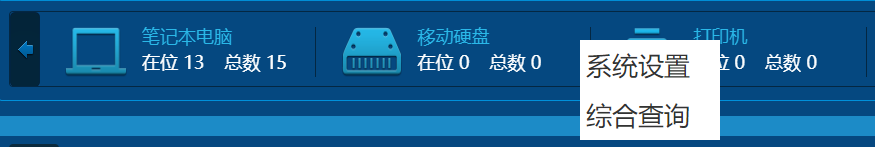 笔记本电脑
在位 13 总数 15
移动硬盘
在位 0 总数 0
打印机
位 0 总数 0
系统设置
综合查询